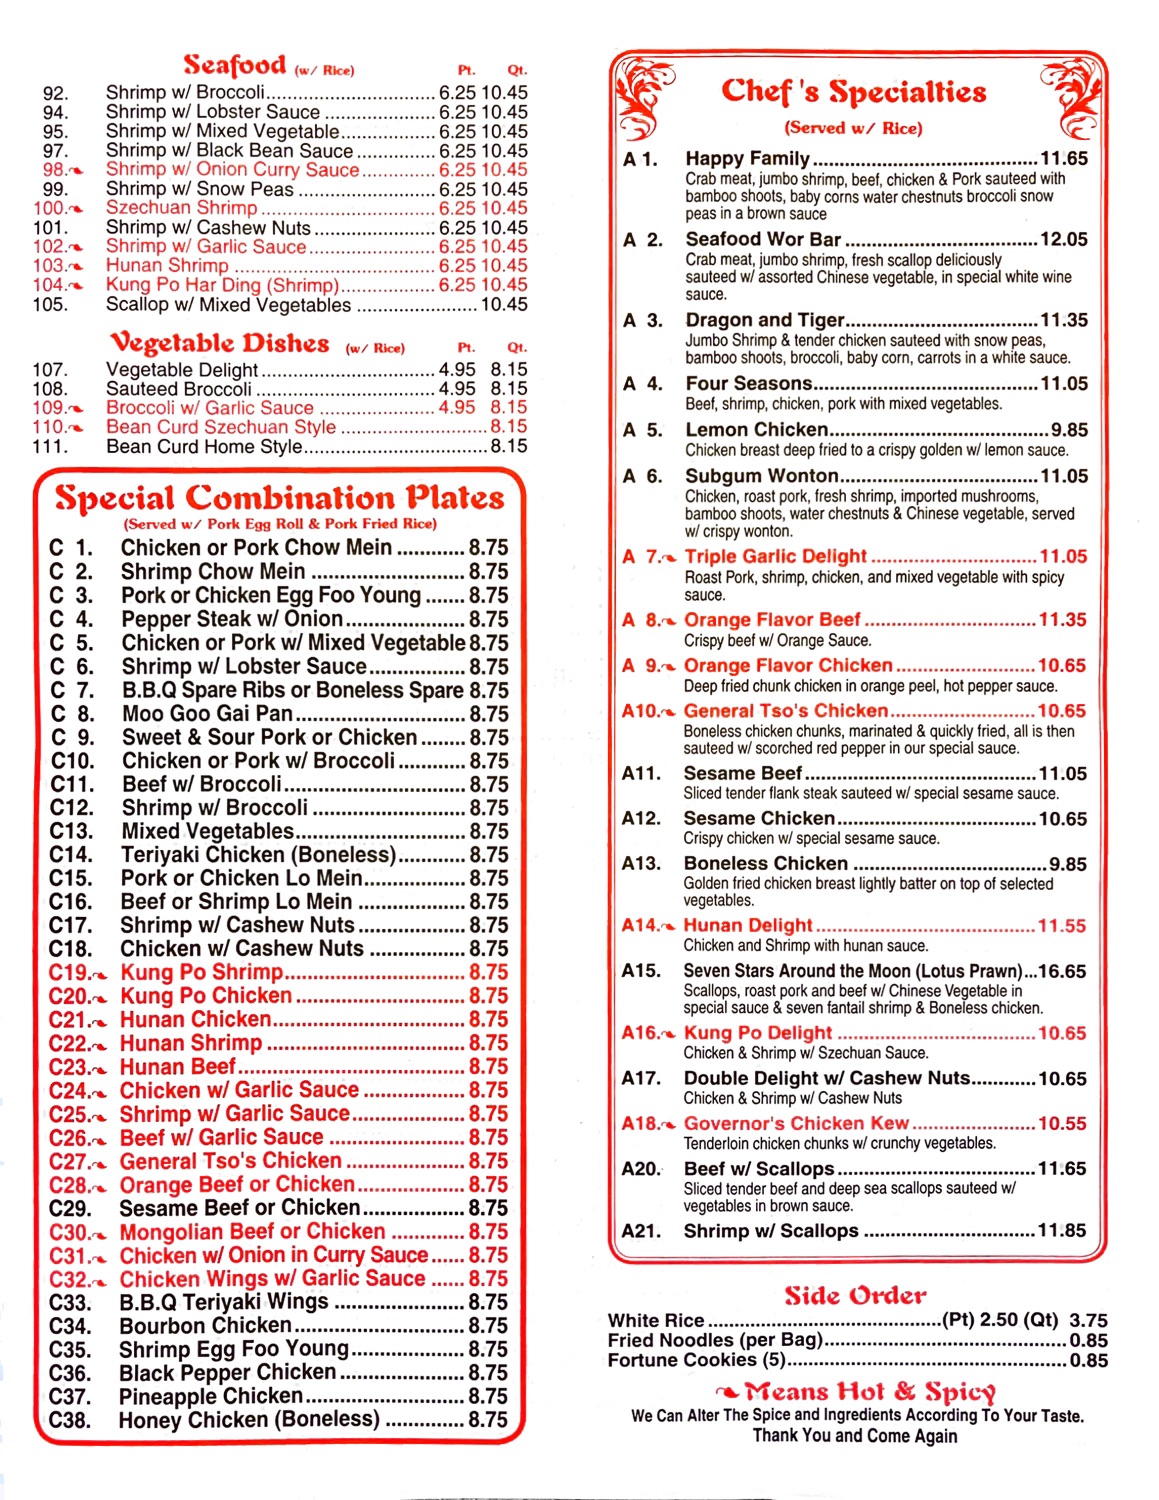 Seafood (w/ Rice) Pt. Qt.
92. Shrimp w/ Broccoli................................ 6.25 10.45
94. Shrimp w/ Lobster Sauce ..................... 6.25 10.45
95. Shrimp w/ Mixed Vegetable.................. 6.25 10.45
97. Shrimp w/ Black Bean Sauce ............... 6.25 10.45
98. Shrimp w/ Onion Curry Sauce.............. 6.25 10.45
99. Shrimp w/ Snow Peas .......................... 6.25 10.45
100. Szechuan Shrimp ................................. 6.25 10.45
101. Shrimp w/ Cashew Nuts ....................... 6.25 10.45
102. Shrimp w/ Garlic Sauce........................ 6.25 10.45
103. Hunan Shrimp ...................................... 6.25 10.45
104. Kung Po Har Ding (Shrimp).................. 6.25 10.45
105. Scallop w/ Mixed Vegetables ....................... 10.45
Vegetable Dishes (w/ Rice) Pt. Qt.
107. Vegetable Delight ................................. 4.95 8.15
108. Sauteed Broccoli .................................. 4.95 8.15
109. Broccoli w/ Garlic Sauce ...................... 4.95 8.15
110. Bean Curd Szechuan Style ............................ 8.15
111. Bean Curd Home Style................................... 8.15
Special Combination Plates
(Served w/ Pork Egg Roll & Pork Fried Rice)
C 1. Chicken or Pork Chow Mein ............ 8.75
C 2. Shrimp Chow Mein ........................... 8.75
C 3. Pork or Chicken Egg Foo Young ....... 8.75
C 4. Pepper Steak w/ Onion..................... 8.75
C 5. Chicken or Pork w/ Mixed Vegetable 8.75
C 6. Shrimp w/ Lobster Sauce................. 8.75
C 7. B.B.Q Spare Ribs or Boneless Spare 8.75
C 8. Moo Goo Gai Pan.............................. 8.75
C 9. Sweet & Sour Pork or Chicken ........ 8.75
C10. Chicken or Pork w/ Broccoli ............ 8.75
C11. Beef w/ Broccoli................................ 8.75
C12. Shrimp w/ Broccoli ........................... 8.75
C13. Mixed Vegetables.............................. 8.75
C14. Teriyaki Chicken (Boneless)............ 8.75
C15. Pork or Chicken Lo Mein.................. 8.75
C16. Beef or Shrimp Lo Mein ................... 8.75
C17. Shrimp w/ Cashew Nuts ................... 8.75
C18. Chicken w/ Cashew Nuts ................. 8.75
C19. Kung Po Shrimp................................ 8.75
C20. Kung Po Chicken .............................. 8.75
C21. Hunan Chicken.................................. 8.75
C22. Hunan Shrimp ................................... 8.75
C23. Hunan Beef........................................ 8.75
C24. Chicken w/ Garlic Sauce .................. 8.75
C25. Shrimp w/ Garlic Sauce.................... 8.75
C26. Beef w/ Garlic Sauce ........................ 8.75
C27. General Tso's Chicken ..................... 8.75
C28. Orange Beef or Chicken................... 8.75
C29. Sesame Beef or Chicken.................. 8.75
C30. Mongolian Beef or Chicken ............. 8.75
C31. Chicken w/ Onion in Curry Sauce...... 8.75
C32. Chicken Wings w/ Garlic Sauce ...... 8.75
C33. B.B.Q Teriyaki Wings ....................... 8.75
C34. Bourbon Chicken.............................. 8.75
C35. Shrimp Egg Foo Young.................... 8.75
C36. Black Pepper Chicken ...................... 8.75
C37. Pineapple Chicken ............................ 8.75
C38. Honey Chicken (Boneless) .............. 8.75
Chef 's Specialties
(Served w/ Rice)
A 1. Happy Family ....................................... 11.65
Crab meat, jumbo shrimp, beef, chicken & Pork sauteed with
bamboo shoots, baby corns water chestnuts broccoli snow
peas in a brown sauce
A 2. Seafood Wor Bar .................................. 12.05
Crab meat, jumbo shrimp, fresh scallop deliciously
sauteed w/ assorted Chinese vegetable, in special white wine
sauce.
A 3. Dragon and Tiger.................................. 11.35
Jumbo Shrimp & tender chicken sauteed with snow peas,
bamboo shoots, broccoli, baby corn, carrots in a white sauce.
A 4. Four Seasons....................................... 11.05
Beef, shrimp, chicken, pork with mixed vegetables.
A 5. Lemon Chicken...................................... 9.85
Chicken breast deep fried to a crispy golden w/ lemon sauce.
A 6. Subgum Wonton................................... 11.05
Chicken, roast pork, fresh shrimp, imported mushrooms,
bamboo shoots, water chestnuts & Chinese vegetable, served
w/ crispy wonton.
A 7. Triple Garlic Delight ............................. 11.05
Roast Pork, shrimp, chicken, and mixed vegetable with spicy
sauce.
A 8. Orange Flavor Beef .............................. 11.35
Crispy beef w/ Orange Sauce.
A 9. Orange Flavor Chicken ........................ 10.65
Deep fried chunk chicken in orange peel, hot pepper sauce.
A10. General Tso's Chicken......................... 10.65
Boneless chicken chunks, marinated & quickly fried, all is then
sauteed w/ scorched red pepper in our special sauce.
A11. Sesame Beef ........................................ 11.05
Sliced tender flank steak sauteed w/ special sesame sauce.
A12. Sesame Chicken................................... 10.65
Crispy chicken w/ special sesame sauce.
A13. Boneless Chicken .................................. 9.85
Golden fried chicken breast lightly batter on top of selected
vegetables.
A14. Hunan Delight ...................................... 11.55
Chicken and Shrimp with hunan sauce.
A15. Seven Stars Around the Moon (Lotus Prawn)...16.65
Scallops, roast pork and beef w/ Chinese Vegetable in
special sauce & seven fantail shrimp & Boneless chicken.
A16. Kung Po Delight .................................. 10.65
Chicken & Shrimp w/ Szechuan Sauce.
A17. Double Delight w/ Cashew Nuts........... 10.65
Chicken & Shrimp w/ Cashew Nuts
A18. Governor's Chicken Kew ..................... 10.55
Tenderloin chicken chunks w/ crunchy vegetables.
A20. Beef w/ Scallops .................................. 11.65
Sliced tender beef and deep sea scallops sauteed w/
vegetables in brown sauce.
A21. Shrimp w/ Scallops .............................. 11.85
Side Order
White Rice ........................................(Pt) 2.50 (Qt) 3.75
Fried Noodles (per Bag).......................................... 0.85
Fortune Cookies (5)................................................ 0.85
Means Hot & Spicy
We Can Alter The Spice and Ingredients According To Your Taste.
Thank You and Come Again